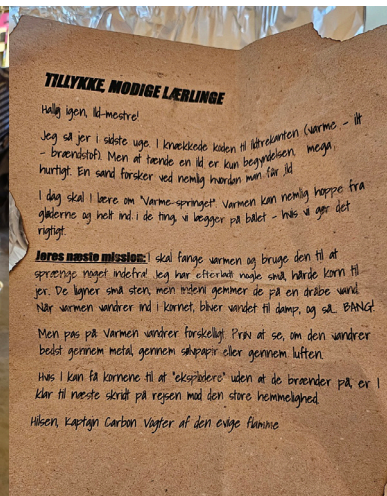 TILLYKKE, MODIGE LÆRLINGE
Hallig igen, Ild-mestre!
Jeg så jer i sidste uge. I knækkede koden til Ildtrekanten (varme - ilt
- brændstof). Men at tænde en ild er kun begyndelsen. mega
hurtigt. En sand forsker ved nemlig hvordan man får ild
I dag skal I lære om "Varme-springet". Varmen kan nemlig hoppe fra
gløderne og helt ind i de ting, vi lægger på bålet - hvis vi gør det
rigtigt.
Jeres næste mission: I skal fange varmen og bruge den til at
sprænge noget indefra! Jeg har efterladt nogle små, hårde korn til
jer. De ligner små sten, men indeni gemmer de på en dråbe vand.
Når varmen vandrer ind i kornet, bliver vandet til damp, og så... BANG!
Men pas på: Varmen vandrer forskelligt. Prøv at se, om den vandrer
bedst gennem metal, gennem sølvpapir eller gennem luften.
Hvis I kan få kornene til at "eksplodere" uden at de brænder på, er I
klar til næste skridt på rejsen mod den store hemmelighed.
Hilsen, Kaptajn Carbon Vogter af den evige flamme